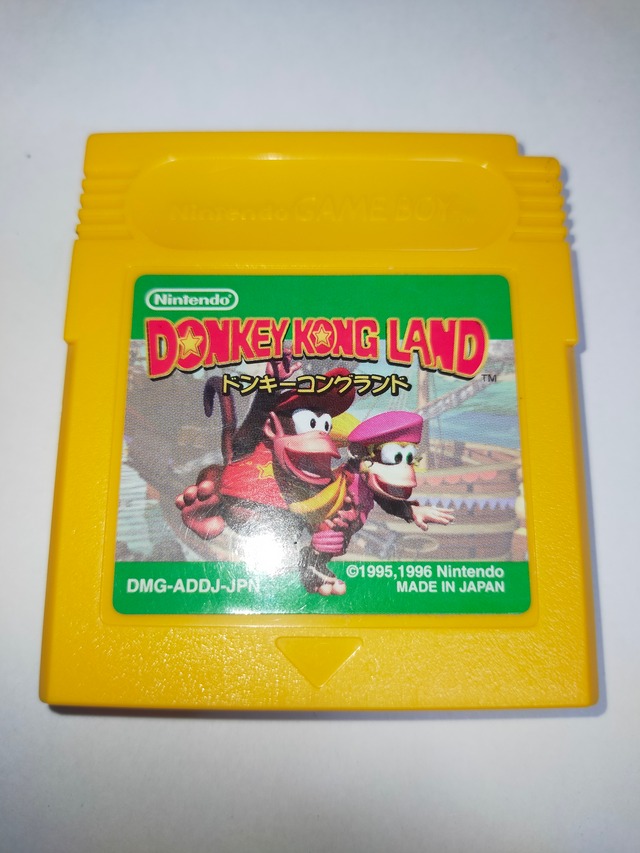 Nintendo GAME BOY
Nintendo
DONKEY KONG LAND
TM
ドンキーコングランド
DMG-ADDJ-JPN
©1995,1996 Nintendo
MADE IN JAPAN